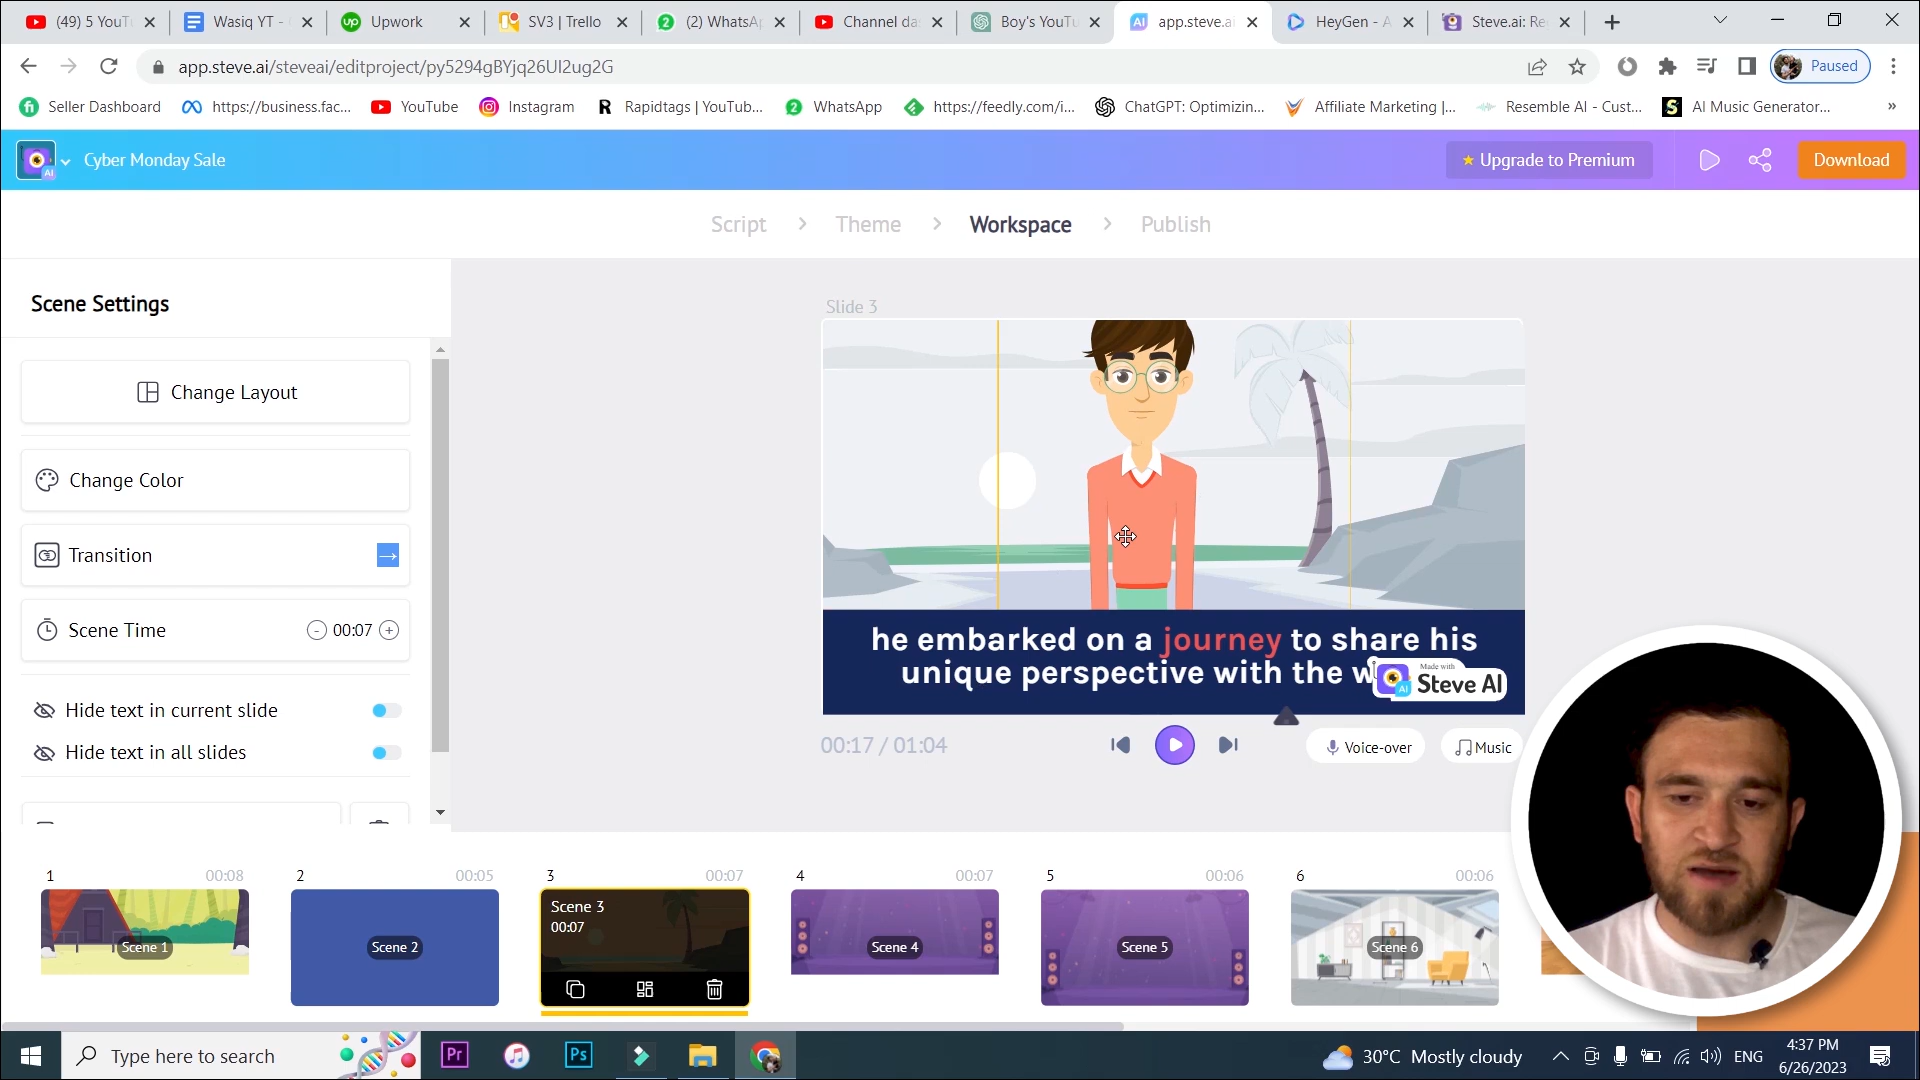 (49) 5 YouT
Wasiq YT -
Upwork
SV3 | Trello
(2) WhatsA
Channel da
Boy's YouTu
app.steve.ai
HeyGen - A
Steve.ai: Re
app.steve.ai/steveai/editproject/py5294gBYjq26Ul2ug2G
Paused
Seller Dashboard
https://business.fac...
YouTube
Instagram
Rapidtags | YouTub...
WhatsApp
https://feedly.com/i...
ChatGPT: Optimizin...
Affiliate Marketing |...
Resemble AI - Cust...
AI Music Generator...
»
AI
Cyber Monday Sale
Upgrade to Premium
Download
Script > Theme > Workspace > Publish
Scene Settings
Slide 3
Change Layout
Change Color
Transition
Scene Time
- 00:07 +
Hide text in current slide
Hide text in all slides
he embarked on a journey to share his
unique perspective with the w
Made with
Steve AI
00:17 / 01:04
Voice-over
Music
1 00:08
Scene 1
2 00:05
Scene 2
3 00:07
Scene 3
00:07
4 00:07
Scene 4
5 00:06
Scene 5
6 00:06
Scene 6
Type here to search
Pr
Ps
30°C Mostly cloudy
ENG
4:37 PM
6/26/2023